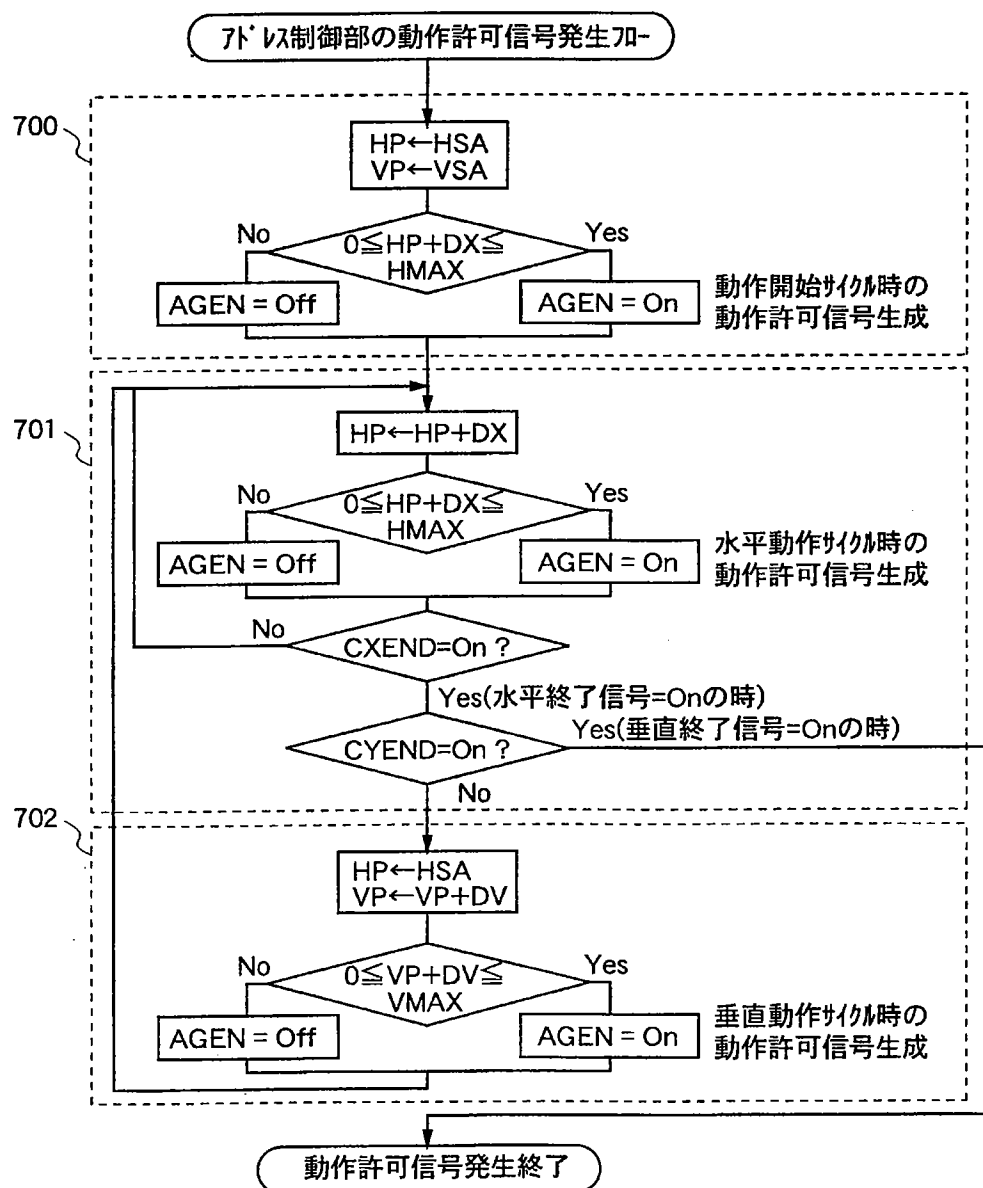 ｱﾄﾞﾚｽ制御部の動作許可信号発生ﾌﾛｰ
700
HP←HSA
VP←VSA
No
0≦HP+DX≦
HMAX
Yes
AGEN = Off
AGEN = On
動作開始ｻｲｸﾙ時の
動作許可信号生成
701
HP←HP+DX
No
0≦HP+DX≦
HMAX
Yes
AGEN = Off
AGEN = On
水平動作ｻｲｸﾙ時の
動作許可信号生成
No
CXEND=On ?
Yes(水平終了信号=Onの時)
CYEND=On ?
Yes(垂直終了信号=Onの時)
No
702
HP←HSA
VP←VP+DV
No
0≦VP+DV≦
VMAX
Yes
AGEN = Off
AGEN = On
垂直動作ｻｲｸﾙ時の
動作許可信号生成
動作許可信号発生終了